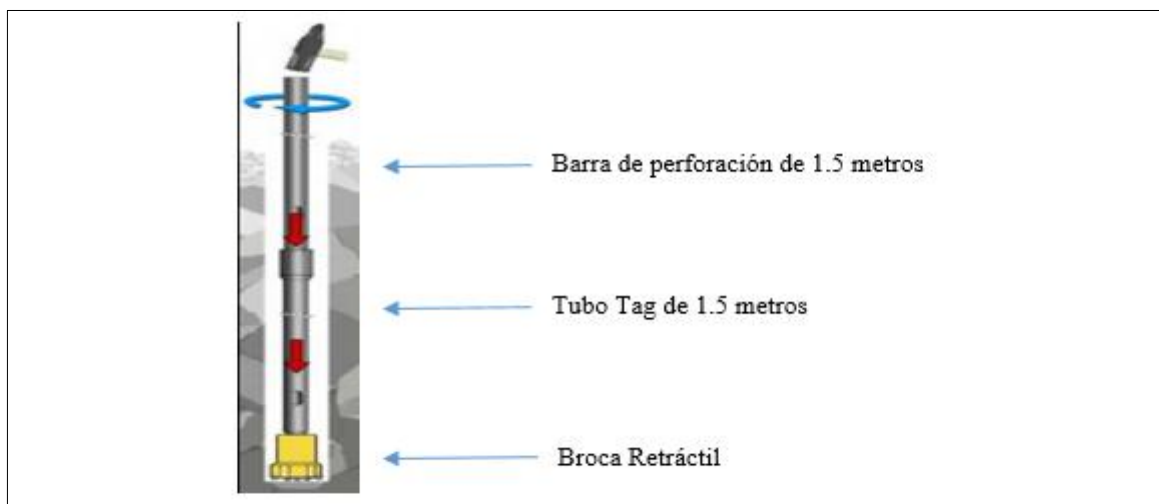 Barra de perforación de 1.5 metros
Tubo Tag de 1.5 metros
Broca Retráctil